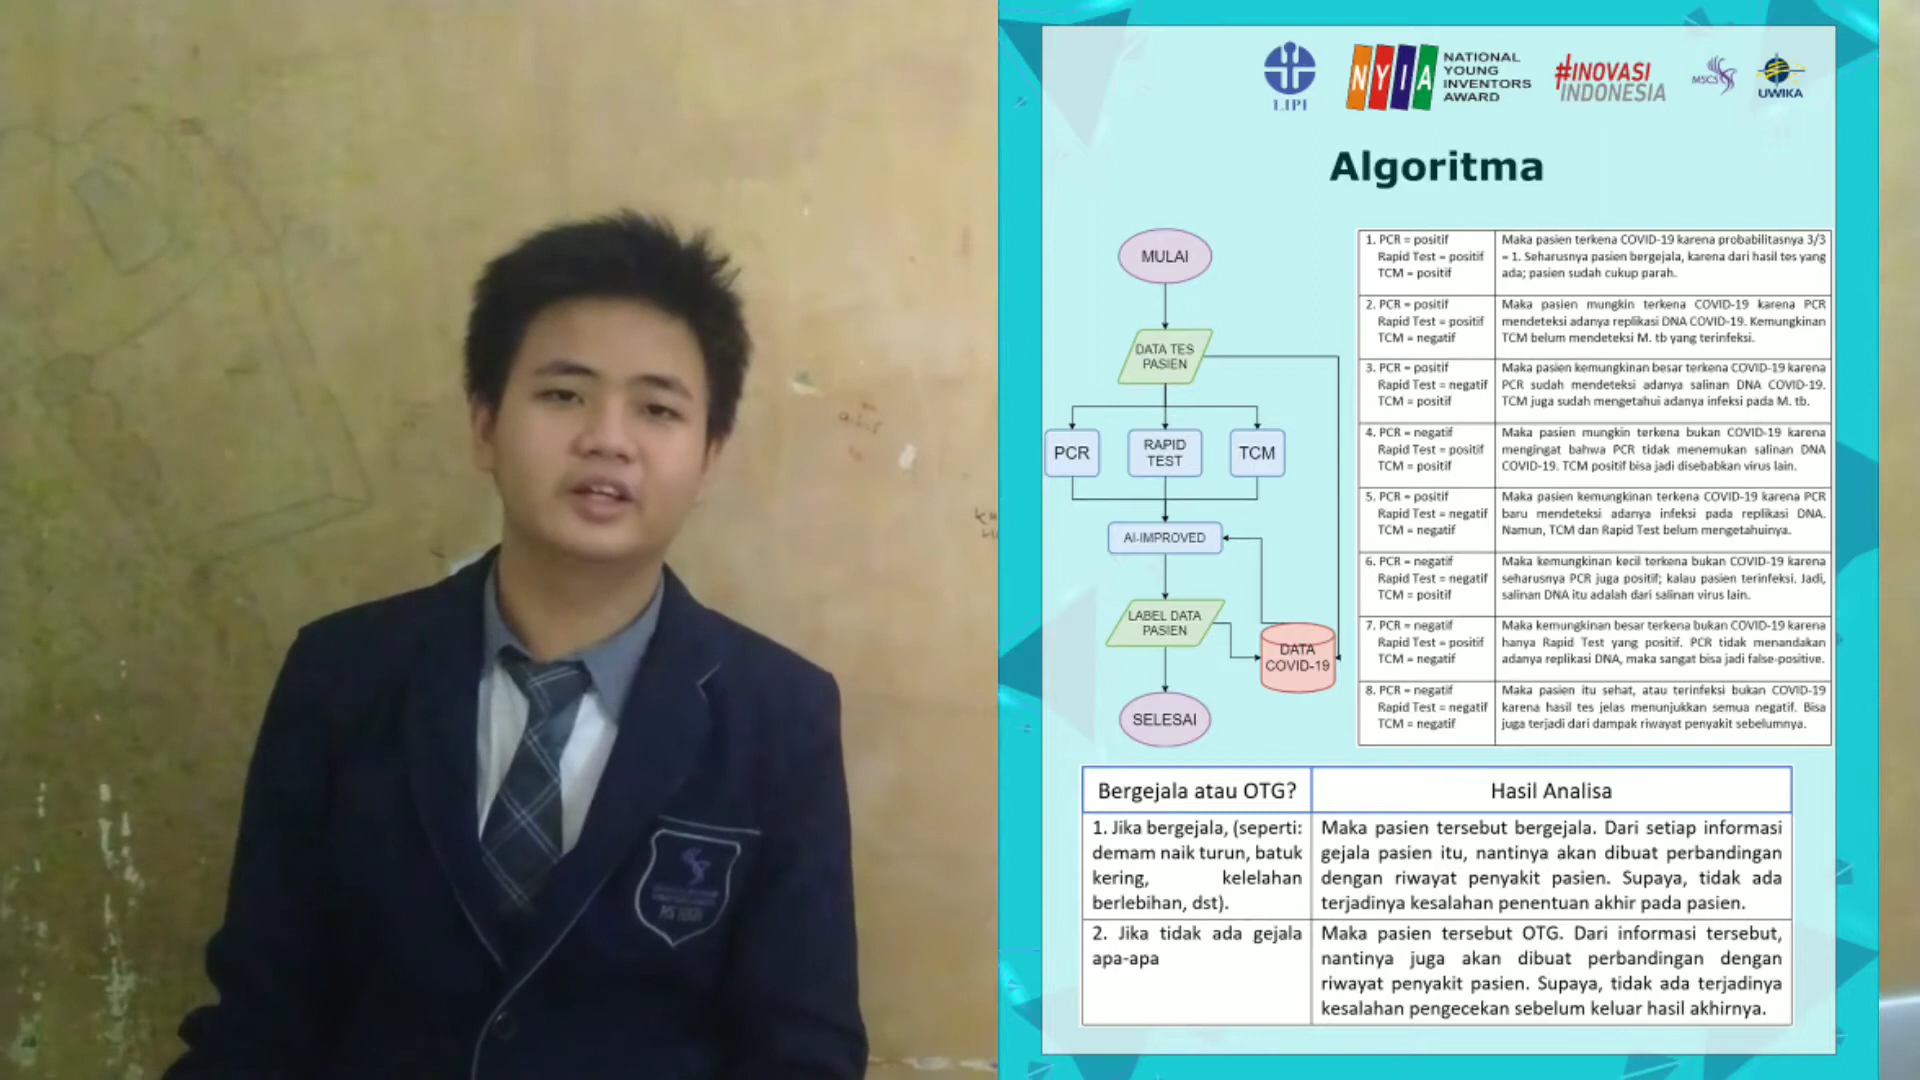 LIPI
NYIA
NATIONAL
YOUNG
INVENTORS
AWARD
#INOVASI
INDONESIA
MSCS
UWIKA
Algoritma
MULAI
DATA TES
PASIEN
PCR
RAPID
TEST
TCM
AI-IMPROVED
LABEL DATA
PASIEN
DATA
COVID-19
SELESAI
1. PCR = positif
Rapid Test = positif
TCM = positif
Maka pasien terkena COVID-19 karena probabilitasnya 3/3
= 1. Seharusnya pasien bergejala, karena dari hasil tes yang
ada; pasien sudah cukup parah.
2. PCR = positif
Rapid Test = positif
TCM = negatif
Maka pasien mungkin terkena COVID-19 karena PCR
mendeteksi adanya replikasi DNA COVID-19. Kemungkinan
TCM belum mendeteksi M. tb yang terinfeksi.
3. PCR = positif
Rapid Test = negatif
TCM = positif
Maka pasien kemungkinan besar terkena COVID-19 karena
PCR sudah mendeteksi adanya salinan DNA COVID-19.
TCM juga sudah mengetahui adanya infeksi pada M. tb.
4. PCR = negatif
Rapid Test = positif
TCM = positif
Maka pasien mungkin terkena bukan COVID-19 karena
mengingat bahwa PCR tidak menemukan salinan DNA
COVID-19. TCM positif bisa jadi disebabkan virus lain.
5. PCR = positif
Rapid Test = negatif
TCM = negatif
Maka pasien kemungkinan terkena COVID-19 karena PCR
baru mendeteksi adanya infeksi pada replikasi DNA.
Namun, TCM dan Rapid Test belum mengetahuinya.
6. PCR = negatif
Rapid Test = negatif
TCM = positif
Maka kemungkinan kecil terkena bukan COVID-19 karena
seharusnya PCR juga positif; kalau pasien terinfeksi. Jadi,
salinan DNA itu adalah dari salinan virus lain.
7. PCR = negatif
Rapid Test = positif
TCM = negatif
Maka kemungkinan besar terkena bukan COVID-19 karena
hanya Rapid Test yang positif. PCR tidak menandakan
adanya replikasi DNA, maka sangat bisa jadi false-positive.
8. PCR = negatif
Rapid Test = negatif
TCM = negatif
Maka pasien itu sehat, atau terinfeksi bukan COVID-19
karena hasil tes jelas menunjukkan semua negatif. Bisa
juga terjadi dari dampak riwayat penyakit sebelumnya.
Bergejala atau OTG?
Hasil Analisa
1. Jika bergejala, (seperti:
demam naik turun, batuk
kering, kelelahan
berlebihan, dst).
Maka pasien tersebut bergejala. Dari setiap informasi
gejala pasien itu, nantinya akan dibuat perbandingan
dengan riwayat penyakit pasien. Supaya, tidak ada
terjadinya kesalahan penentuan akhir pada pasien.
2. Jika tidak ada gejala
apa-apa
Maka pasien tersebut OTG. Dari informasi tersebut,
nantinya juga akan dibuat perbandingan dengan
riwayat penyakit pasien. Supaya, tidak ada terjadinya
kesalahan pengecekan sebelum keluar hasil akhirnya.